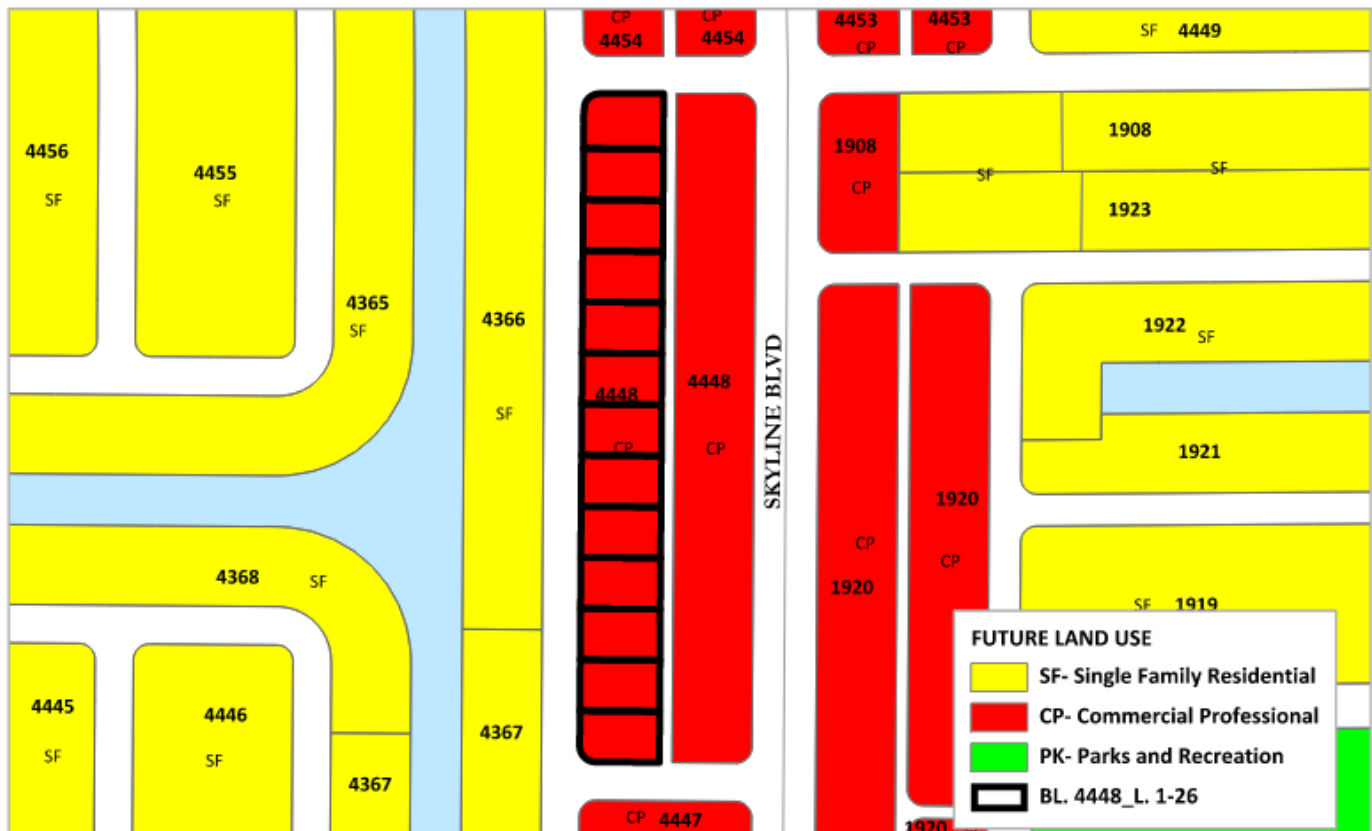 CP
4454
CP
4454
4453
CP
4453
CP
SF 4449
4456
SF
4455
SF
4365
SF
4366
SF
4448
CP
4448
CP
SKYLINE BLVD
1908
CP
SF
1908
SF
1923
1922
SF
1921
CP
1920
1920
CP
SF 1919
4368 SF
4445
SF
4446
SF
4367
4367
CP 4447
1920
FUTURE LAND USE
SF- Single Family Residential
CP- Commercial Professional
PK- Parks and Recreation
BL. 4448_L. 1-26